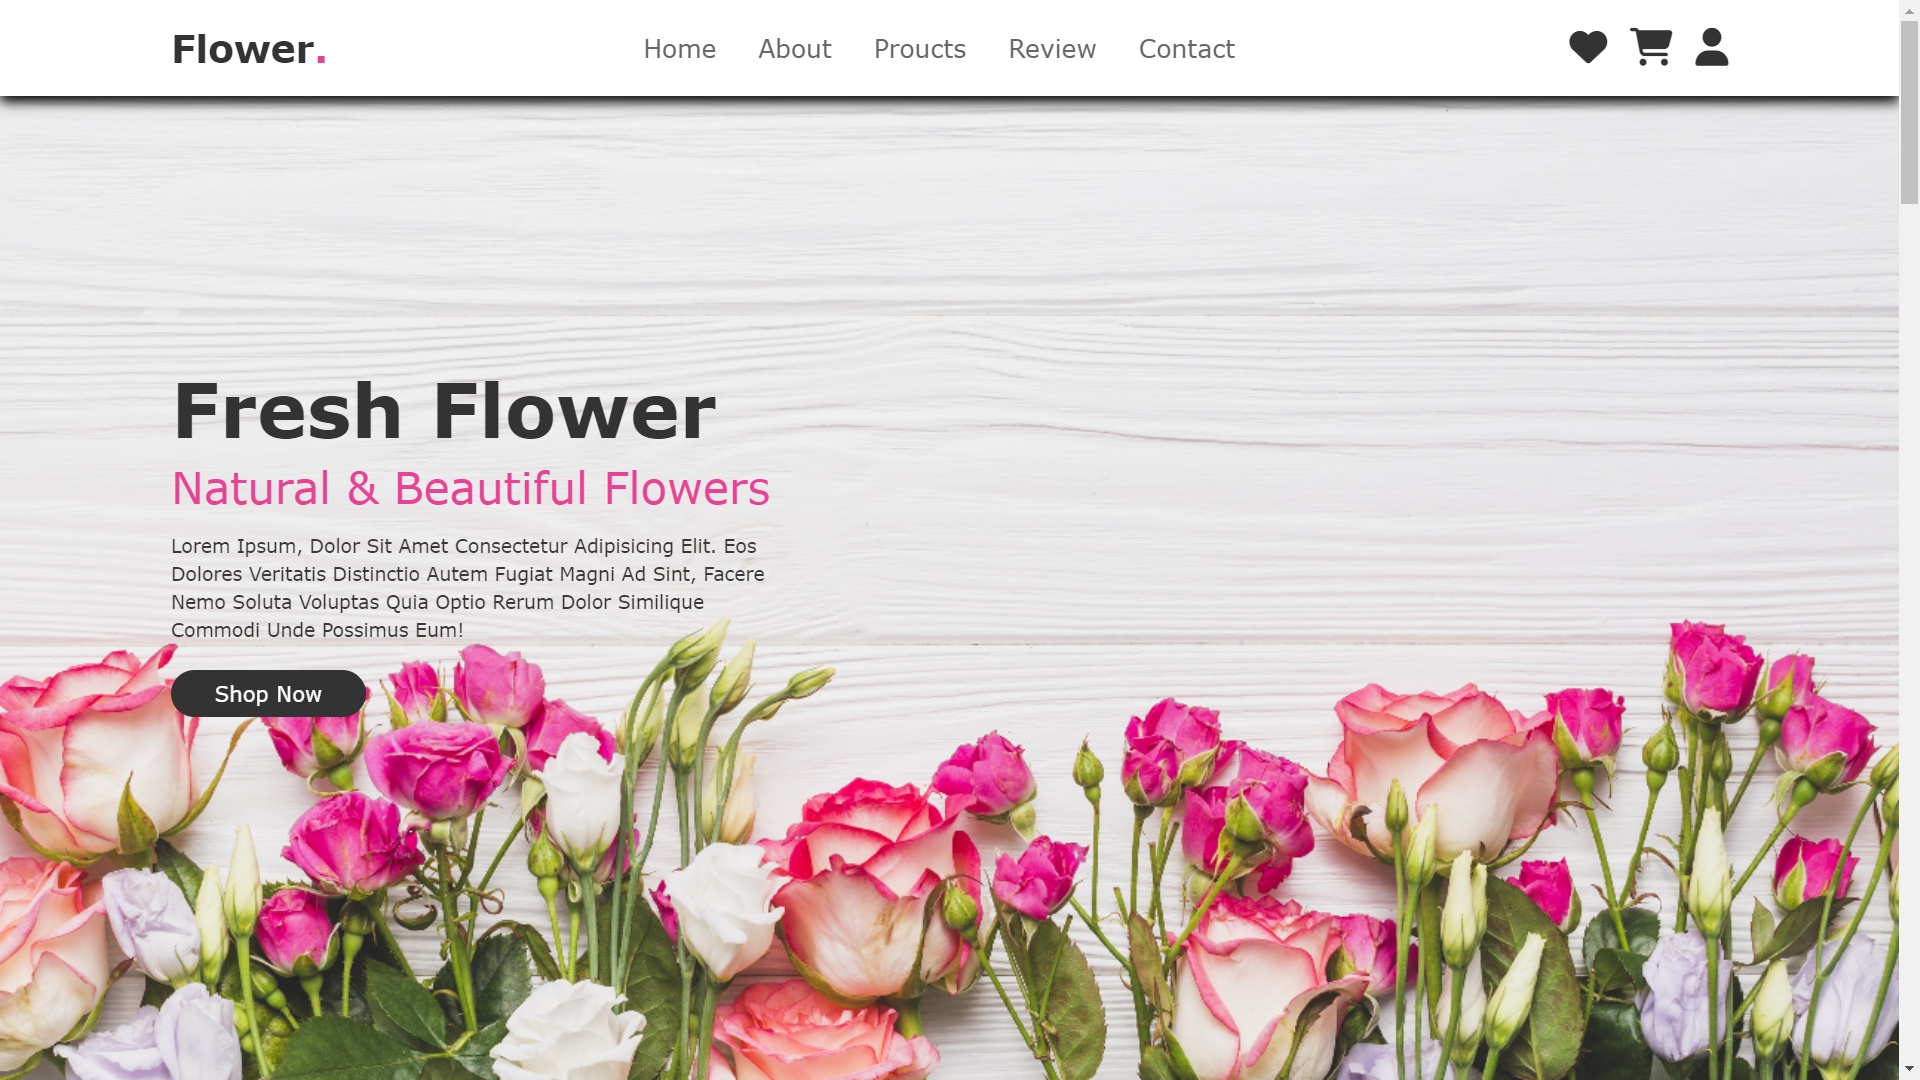 Flower.
Home About Proucts Review Contact
Fresh Flower
Natural & Beautiful Flowers
Lorem Ipsum, Dolor Sit Amet Consectetur Adipisicing Elit. Eos
Dolores Veritatis Distinctio Autem Fugiat Magni Ad Sint, Facere
Nemo Soluta Voluptas Quia Optio Rerum Dolor Similique
Commodi Unde Possimus Eum!
Shop Now